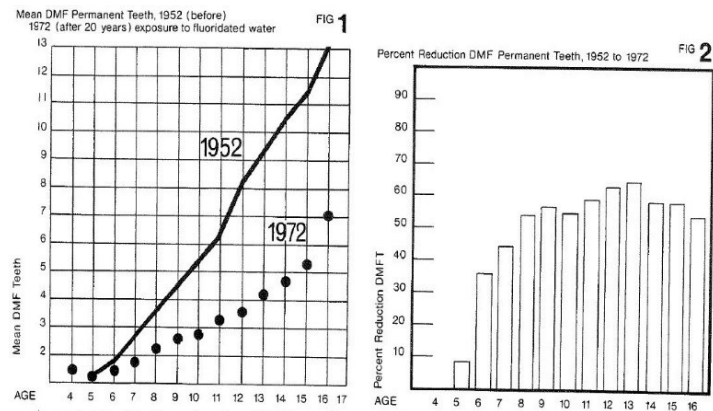 Mean DMF Permanent Teeth, 1952 (before)
1972 (after 20 years) exposure to fluoridated water
FIG 1
13
12
11
10
9
8
7
6
5
4
3
2
Mean DMF Teeth
1952
1972
AGE 4 5 6 7 8 9 10 11 12 13 14 15 16 17
Percent Reduction DMF Permanent Teeth, 1952 to 1972
FIG 2
90
80
70
60
50
40
30
20
10
Percent Reduction DMFT
AGE 4 5 6 7 8 9 10 11 12 13 14 15 16